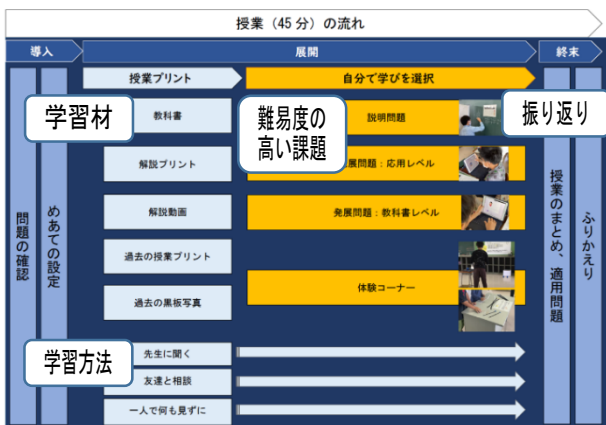 授業（45分）の流れ
導入
展開
終末
問題の確認
めあての設定
授業プリント
自分で学びを選択
学習材
教科書
解説プリント
解説動画
過去の授業プリント
過去の黒板写真
難易度の
高い課題
説明問題
展問題：応用レベル
発展問題：教科書レベル
体験コーナー
学習方法
先生に聞く
友達と相談
一人で何も見ずに
振り返り
授業のまとめ、適用問題
ふりかえり